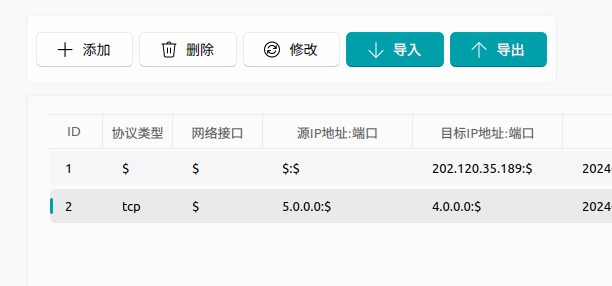 添加 删除 修改 导入 导出
ID 协议类型 网络接口 源IP地址:端口 目标IP地址:端口
1 $ $ $:$ 202.120.35.189:$ 2024
2 tcp $ 5.0.0.0:$ 4.0.0.0:$ 2024